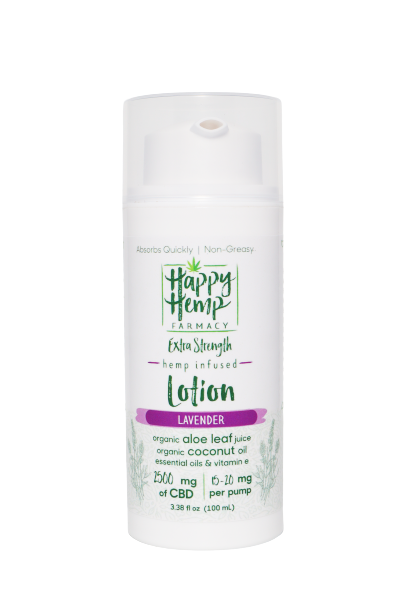 Absorbs Quickly | Non-Greasy
Happy
Hemp
FARMACY
Extra Strength
hemp infused
Lotion
LAVENDER
organic aloe leaf juice
organic coconut oil
essential oils & vitamin e
2500 mg of CBD | 15-20 mg per pump
3.38 fl oz (100 mL)